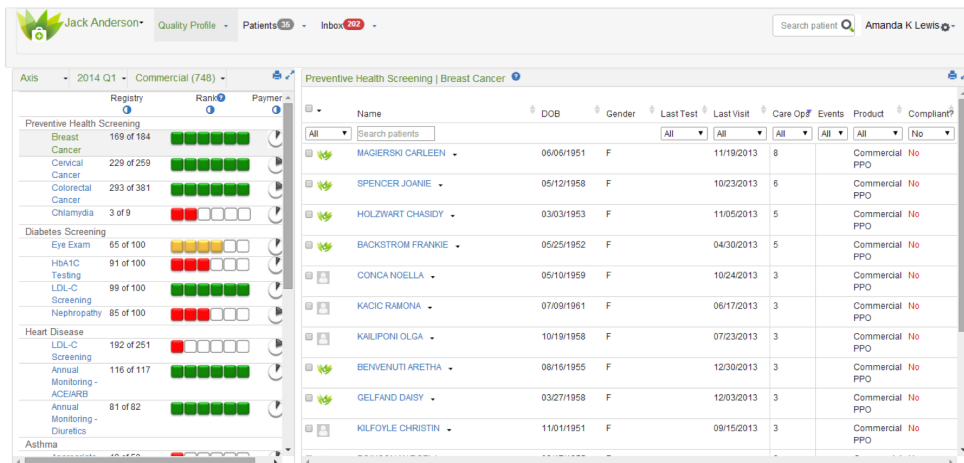 Jack Anderson Quality Profile Patients 35 Inbox 202 Search patient Amanda K Lewis
Axis 2014 Q1 Commercial (748)
Registry Rank Paymer
Preventive Health Screening
Breast Cancer 169 of 184
Cervical Cancer 229 of 259
Colorectal Cancer 293 of 381
Chlamydia 3 of 9
Diabetes Screening
Eye Exam 65 of 100
HbA1C Testing 91 of 100
LDL-C Screening 99 of 100
Nephropathy 85 of 100
Heart Disease
LDL-C Screening 192 of 251
Annual Monitoring - ACE/ARB 116 of 117
Annual Monitoring - Diuretics 81 of 82
Asthma
Preventive Health Screening | Breast Cancer
Name DOB Gender Last Test Last Visit Care Op Events Product Compliant?
All Search patients All All All All All No
MAGIERSKI CARLEEN 06/06/1951 F 11/19/2013 8 Commercial PPO No
SPENCER JOANIE 05/12/1958 F 10/23/2013 6 Commercial PPO No
HOLZWART CHASIDY 03/03/1953 F 11/05/2013 5 Commercial PPO No
BACKSTROM FRANKIE 05/25/1952 F 04/30/2013 5 Commercial PPO No
CONCA NOELLA 05/10/1959 F 10/24/2013 3 Commercial PPO No
KACIC RAMONA 07/09/1961 F 06/17/2013 3 Commercial PPO No
KAILIPONI OLGA 10/19/1958 F 07/23/2013 3 Commercial PPO No
BENVENUTI ARETHA 08/16/1955 F 12/30/2013 3 Commercial PPO No
GELFAND DAISY 03/27/1958 F 12/03/2013 3 Commercial PPO No
KILFOYLE CHRISTIN 11/01/1951 F 09/15/2013 3 Commercial PPO No